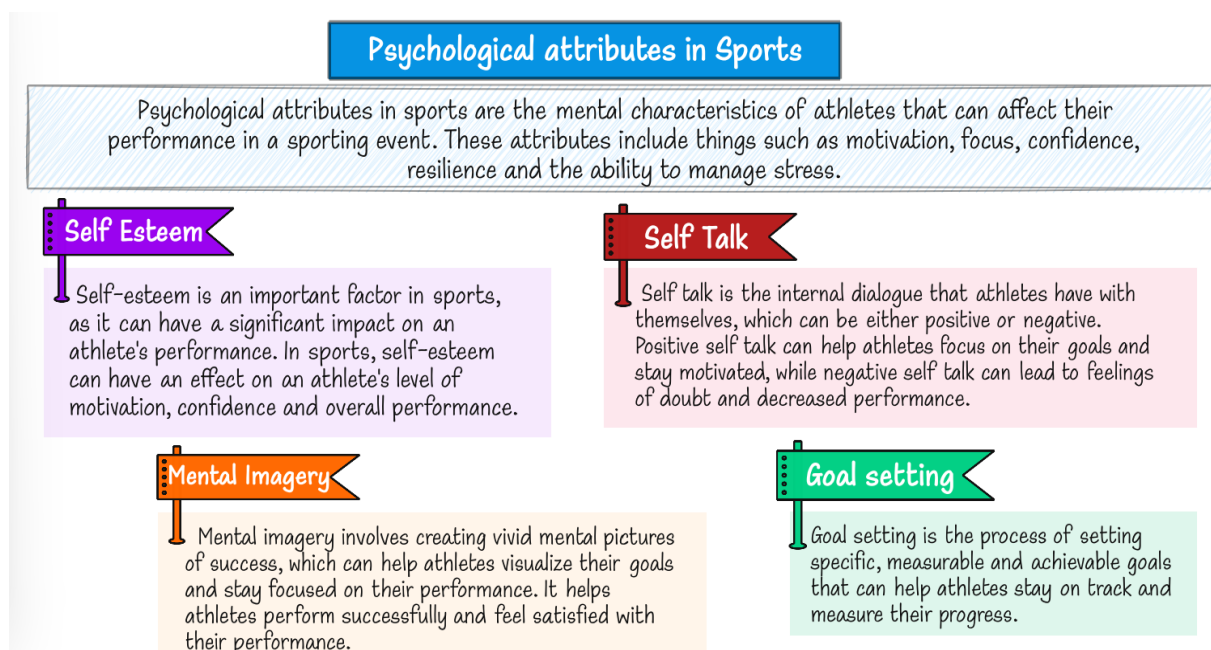 Psychological attributes in Sports
Psychological attributes in sports are the mental characteristics of athletes that can affect their
performance in a sporting event. These attributes include things such as motivation, focus, confidence,
resilience and the ability to manage stress.
Self Esteem
Self-esteem is an important factor in sports,
as it can have a significant impact on an
athlete's performance. In sports, self-esteem
can have an effect on an athlete's level of
motivation, confidence and overall performance.
Self Talk
Self talk is the internal dialogue that athletes have with
themselves, which can be either positive or negative.
Positive self talk can help athletes focus on their goals and
stay motivated, while negative self talk can lead to feelings
of doubt and decreased performance.
Mental Imagery
Mental imagery involves creating vivid mental pictures
of success, which can help athletes visualize their goals
and stay focused on their performance. It helps
athletes perform successfully and feel satisfied with
their performance.
Goal setting
Goal setting is the process of setting
specific, measurable and achievable goals
that can help athletes stay on track and
measure their progress.